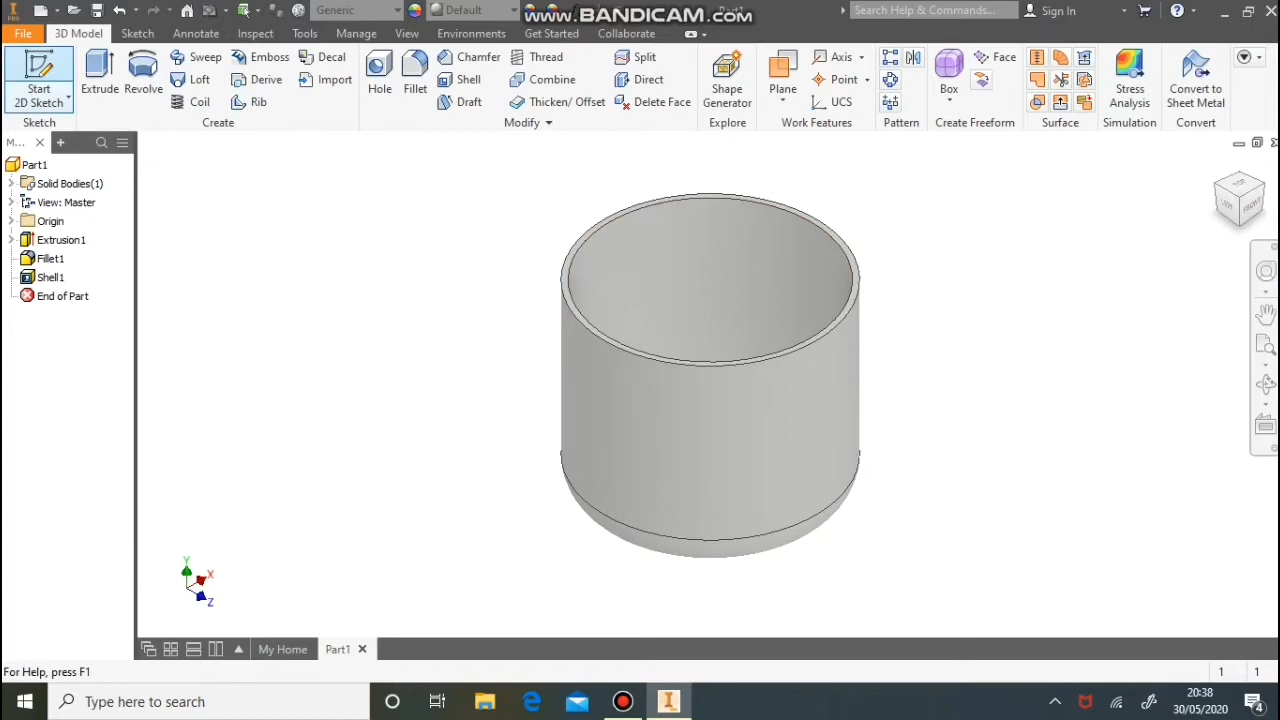 Generic
Default
www.BANDICAM.com
Search Help & Commands...
Sign In
PRO
File 3D Model Sketch Annotate Inspect Tools Manage View Environments Get Started Collaborate
Start
2D Sketch
Extrude
Revolve
Sweep
Loft
Coil
Emboss
Derive
Rib
Decal
Import
Hole
Fillet
Chamfer
Shell
Draft
Thread
Combine
Thicken/ Offset
Split
Direct
Delete Face
Shape
Generator
Plane
Axis
Point
UCS
Box
Face
Stress
Analysis
Convert to
Sheet Metal
Sketch Create Modify Explore Work Features Pattern Create Freeform Surface Simulation Convert
M...
Part1
Solid Bodies(1)
View: Master
Origin
Extrusion1
Fillet1
Shell1
End of Part
TOP
FRONT
Y
X
Z
My Home Part1
For Help, press F1
1 1
Type here to search
20:38
30/05/2020
4